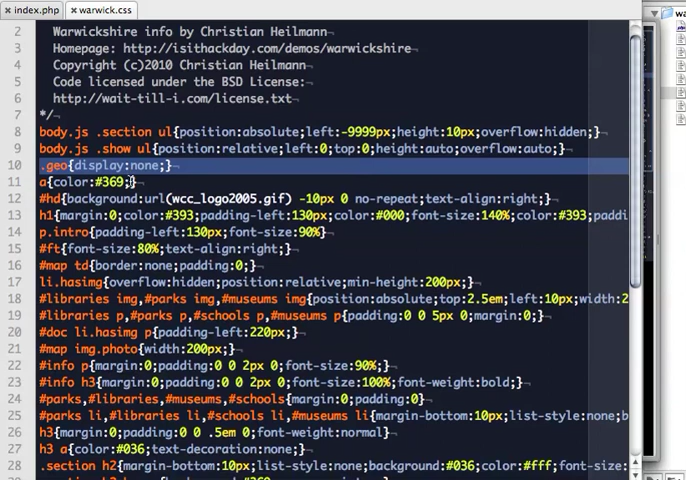 index.php
warwick.css
wa
2 Warwickshire info by Christian Heilmann
3 Homepage: http://isithackday.com/demos/warwickshire
4 Copyright (c)2010 Christian Heilmann
5 Code licensed under the BSD License:
6 http://wait-till-i.com/license.txt
7 */
8 body.js .section ul{position:absolute;left:-9999px;height:10px;overflow:hidden;}
9 body.js .show ul{position:relative;left:0;top:0;height:auto;overflow:auto;}
10 .geo{display:none;}
11 a{color:#369;}
12 #hd{background:url(wcc_logo2005.gif) -10px 0 no-repeat;text-align:right;}
13 h1{margin:0;color:#393;padding-left:130px;color:#000;font-size:140%;color:#393;paddi
14 p.intro{padding-left:130px;font-size:90%}
15 #ft{font-size:80%;text-align:right;}
16 #map td{border:none;padding:0;}
17 li.hasimg{overflow:hidden;position:relative;min-height:200px;}
18 #libraries img,#parks img,#museums img{position:absolute;top:2.5em;left:10px;width:2
19 #libraries p,#parks p,#schools p,#museums p{padding:0 0 5px 0;margin:0;}
20 #doc li.hasimg p{padding-left:220px;}
21 #map img.photo{width:200px;}
22 #info p{margin:0;padding:0 0 2px 0;font-size:90%;}
23 #info h3{margin:0;padding:0 0 2px 0;font-size:100%;font-weight:bold;}
24 #parks,#libraries,#museums,#schools{margin:0;padding:0}
25 #parks li,#libraries li,#schools li,#museums li{margin-bottom:10px;list-style:none;b
26 h3{margin:0;padding:0 0 .5em 0;font-weight:normal}
27 h3 a{color:#036;text-decoration:none;}
28 .section h2{margin-bottom:10px;list-style:none;background:#036;color:#fff;font-size: